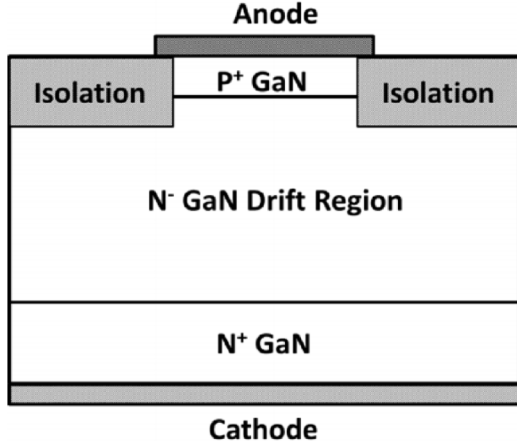 Anode
Isolation
P⁺ GaN
Isolation
N⁻ GaN Drift Region
N⁺ GaN
Cathode